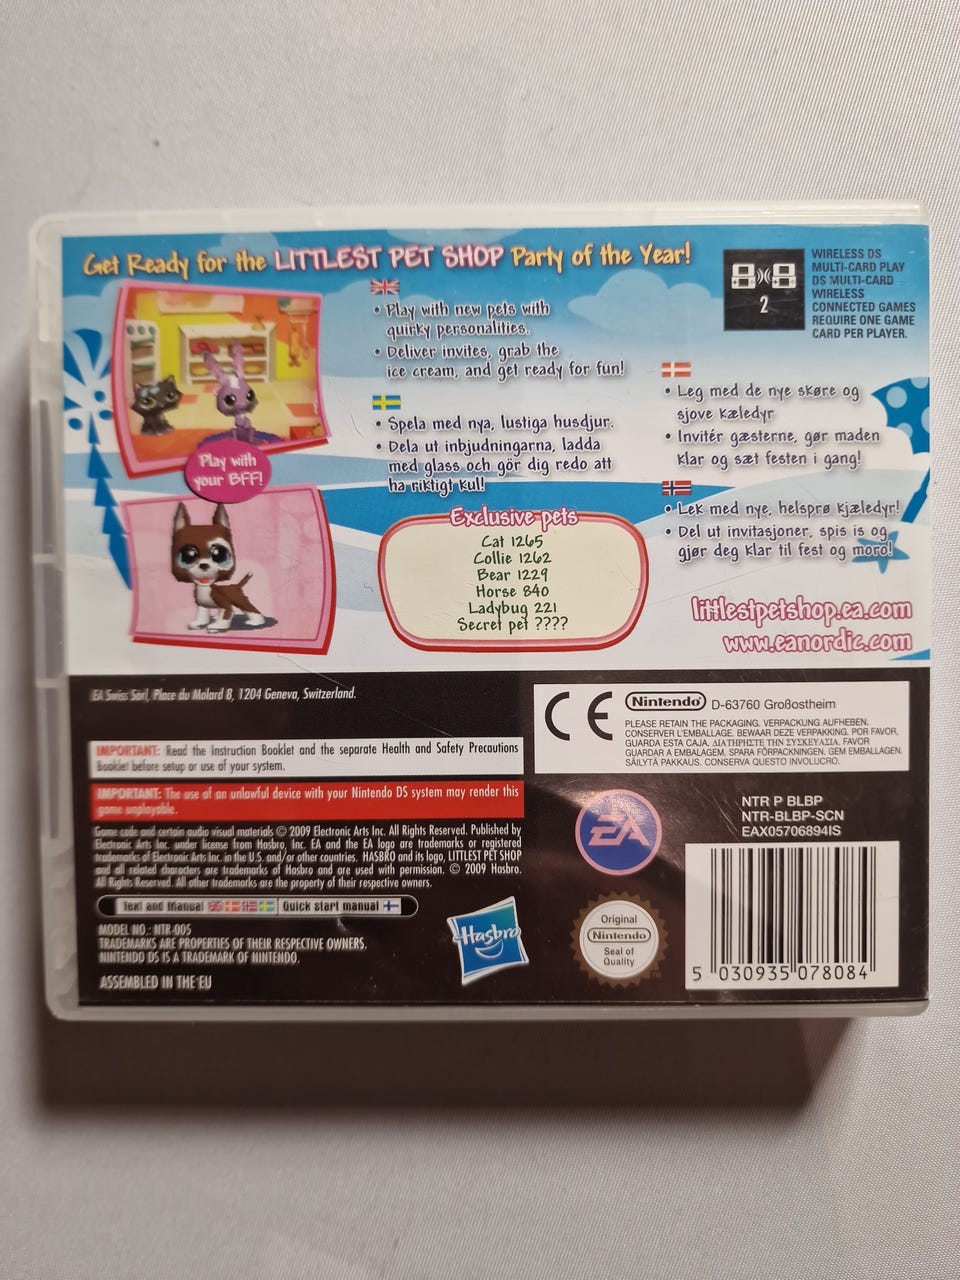 Get Ready for the LITTLEST PET SHOP Party of the Year!
Play with
your BFF!
• Play with new pets with
quirky personalities.
• Deliver invites, grab the
ice cream, and get ready for fun!
• Spela med nya, lustiga husdjur.
• Dela ut inbjudningarna, ladda
med glass och gör dig redo att
ha riktigt kul!
2
WIRELESS DS
MULTI-CARD PLAY
DS MULTI-CARD
WIRELESS
CONNECTED GAMES
REQUIRE ONE GAME
CARD PER PLAYER.
• Leg med de nye skøre og
sjove kæledyr
• Invitér gæsterne, gør maden
klar og sæt festen i gang!
• Lek med nye, helsprø kjæledyr!
• Del ut invitasjoner, spis is og
gjør deg klar til fest og moro!
Exclusive pets
Cat 1265
Collie 1262
Bear 1229
Horse 840
Ladybug 221
Secret pet ????
littlestpetshop.ea.com
www.eanordic.com
EA Swiss Sàrl, Place du Molard 8, 1204 Geneva, Switzerland.
IMPORTANT: Read the Instruction Booklet and the separate Health and Safety Precautions
Booklet before setup or use of your system.
IMPORTANT: The use of an unlawful device with your Nintendo DS system may render this
game unplayable.
Game code and certain audio visual materials © 2009 Electronic Arts Inc. All Rights Reserved. Published by
Electronic Arts Inc. under license from Hasbro, Inc. EA and the EA logo are trademarks or registered
trademarks of Electronic Arts Inc. in the U.S. and/or other countries. HASBRO and its logo, LITTLEST PET SHOP
and all related characters are trademarks of Hasbro and are used with permission. © 2009 Hasbro.
All Rights Reserved. All other trademarks are the property of their respective owners.
Text and Manual Quick start manual
MODEL NO.: NTR-005
TRADEMARKS ARE PROPERTIES OF THEIR RESPECTIVE OWNERS.
NINTENDO DS IS A TRADEMARK OF NINTENDO.
ASSEMBLED IN THE EU
CE
Nintendo D-63760 Großostheim
PLEASE RETAIN THE PACKAGING. VERPACKUNG AUFHEBEN.
CONSERVER L'EMBALLAGE. BEWAAR DEZE VERPAKKING. POR FAVOR,
GUARDA ESTA CAJA. ΔΙΑΤΗΡΗΣΤΕ ΤΗΝ ΣΥΣΚΕΥΑΣΙΑ. FAVOR
GUARDAR A EMBALAGEM. SPARA FÖRPACKNINGEN. GEM EMBALLAGEN.
SÄILYTÄ PAKKAUS. CONSERVA QUESTO INVOLUCRO.
EA
NTR P BLBP
NTR-BLBP-SCN
EAX05706894IS
Hasbro
Original
Nintendo
Seal of
Quality
TM
5 030935 078084